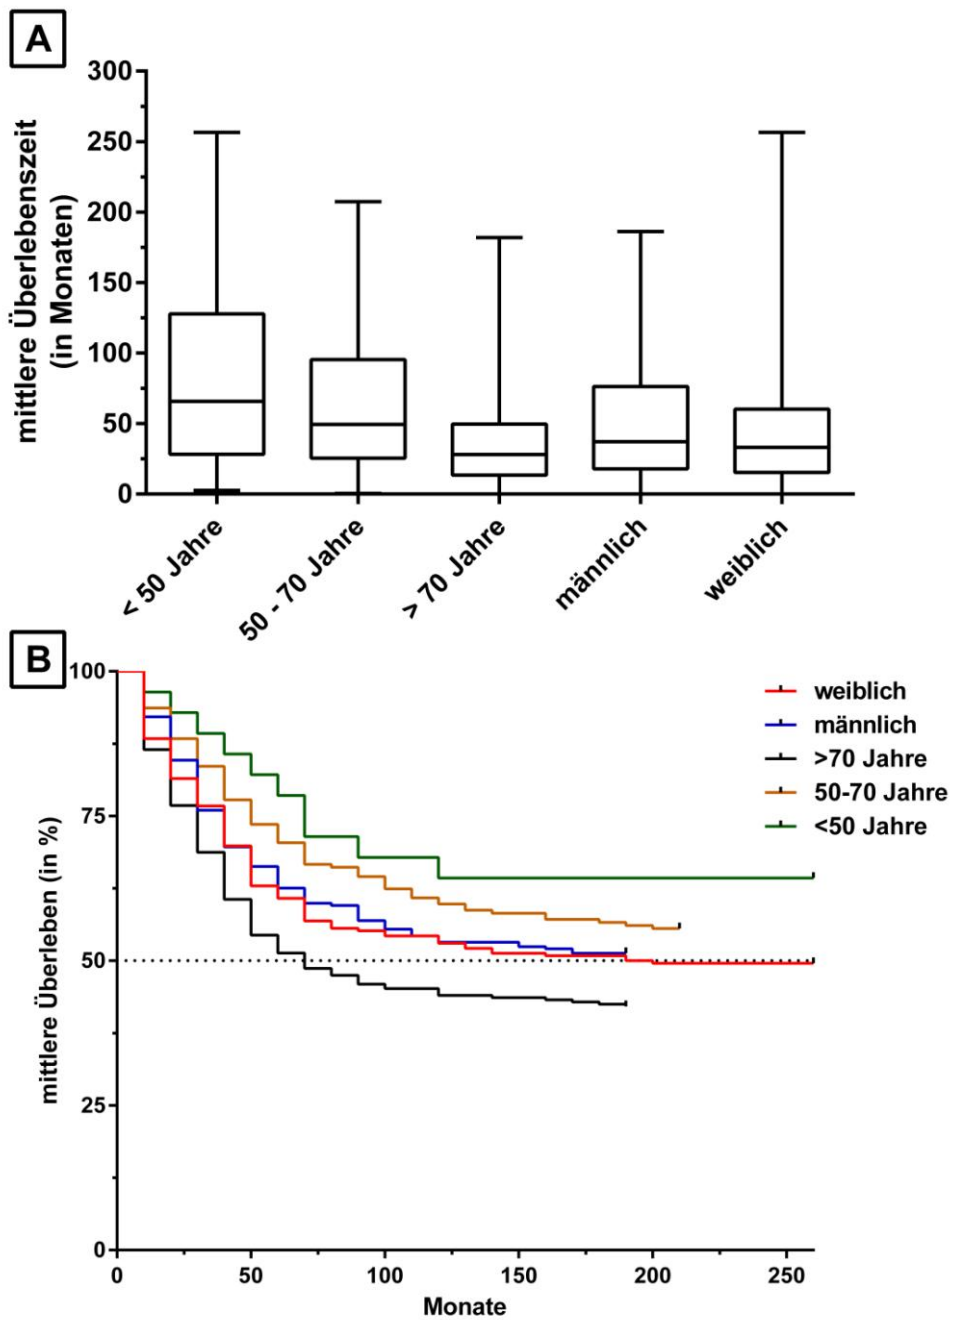 A
mittlere Überlebenszeit
(in Monaten)
300
250
200
150
100
50
0
< 50 Jahre
50 - 70 Jahre
> 70 Jahre
männlich
weiblich
B
mittlere Überleben (in %)
100
75
50
25
0
weiblich
männlich
>70 Jahre
50-70 Jahre
<50 Jahre
0 50 100 150 200 250
Monate